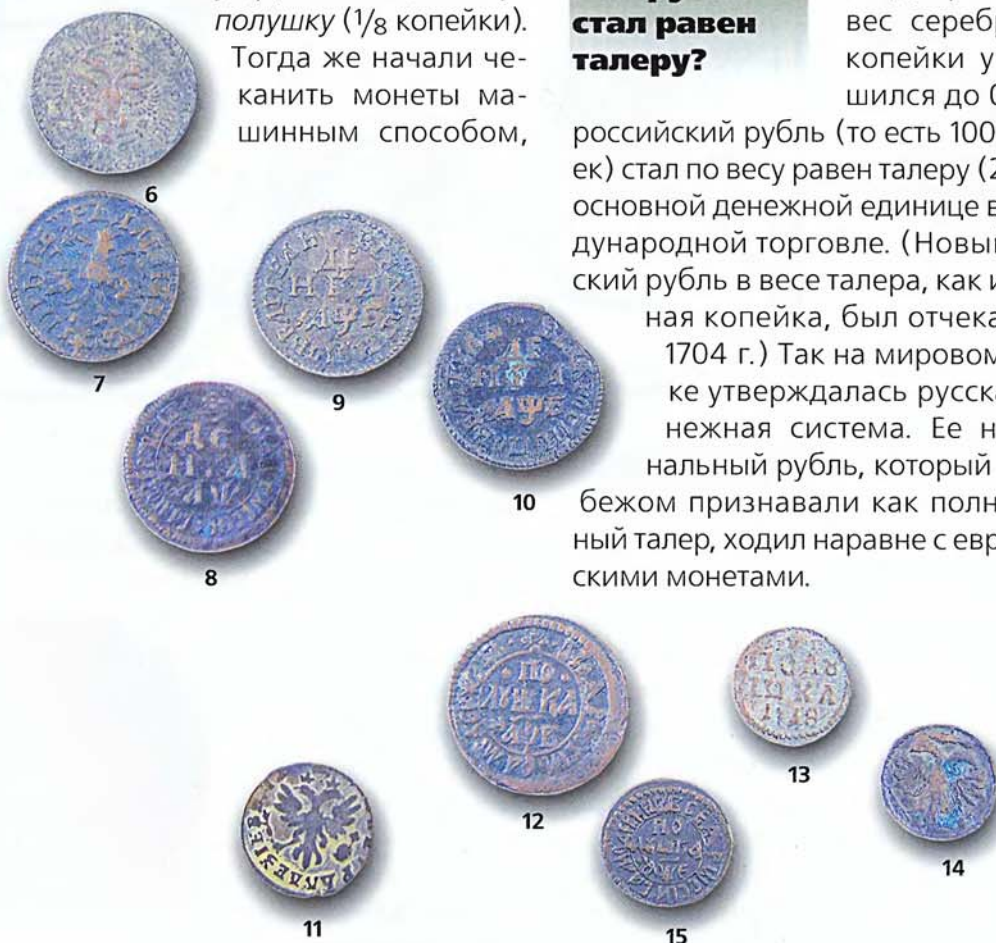 полушку (1/8 копейки).
Тогда же начали че-
канить монеты ма-
шинным способом,
стал равен
талеру?
вес серебр
копейки у
шился до 0
российский рубль (то есть 100
ек) стал по весу равен талеру (2
основной денежной единице в
дународной торговле. (Новы
ский рубль в весе талера, как и
ная копейка, был отчека
1704 г.) Так на мировом
ке утверждалась русска
нежная система. Ее н
нальный рубль, который
бежом признавали как полн
ный талер, ходил наравне с евр
скими монетами.
6
7
8
9
10
11
12
13
14
15